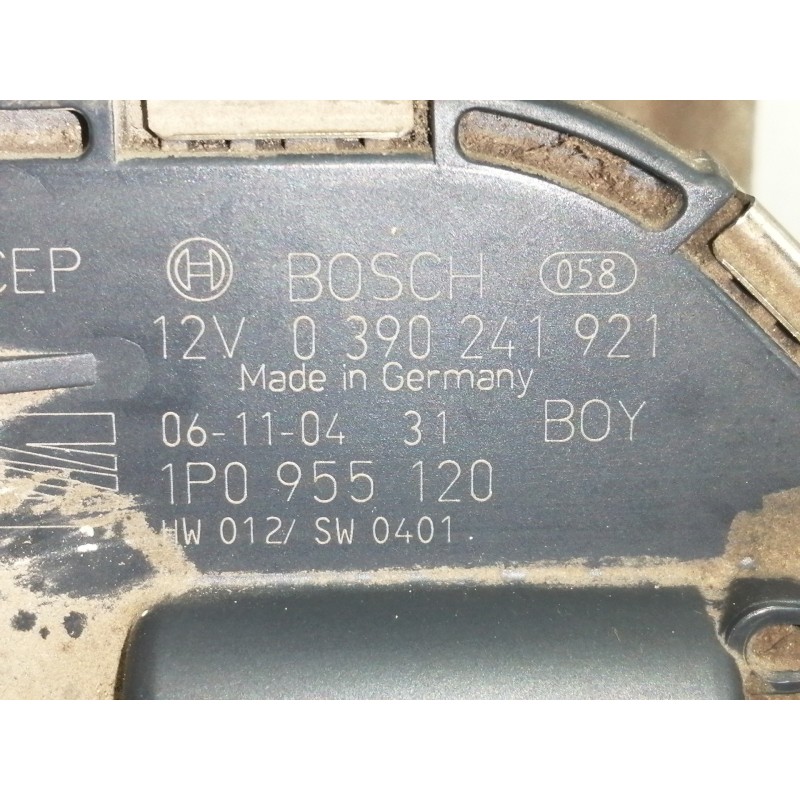 CEP BOSCH 058
12V 0 390 241 921
Made in Germany
06-11-04 31 BOY
1P0 955 120
HW 012/ SW 0401.